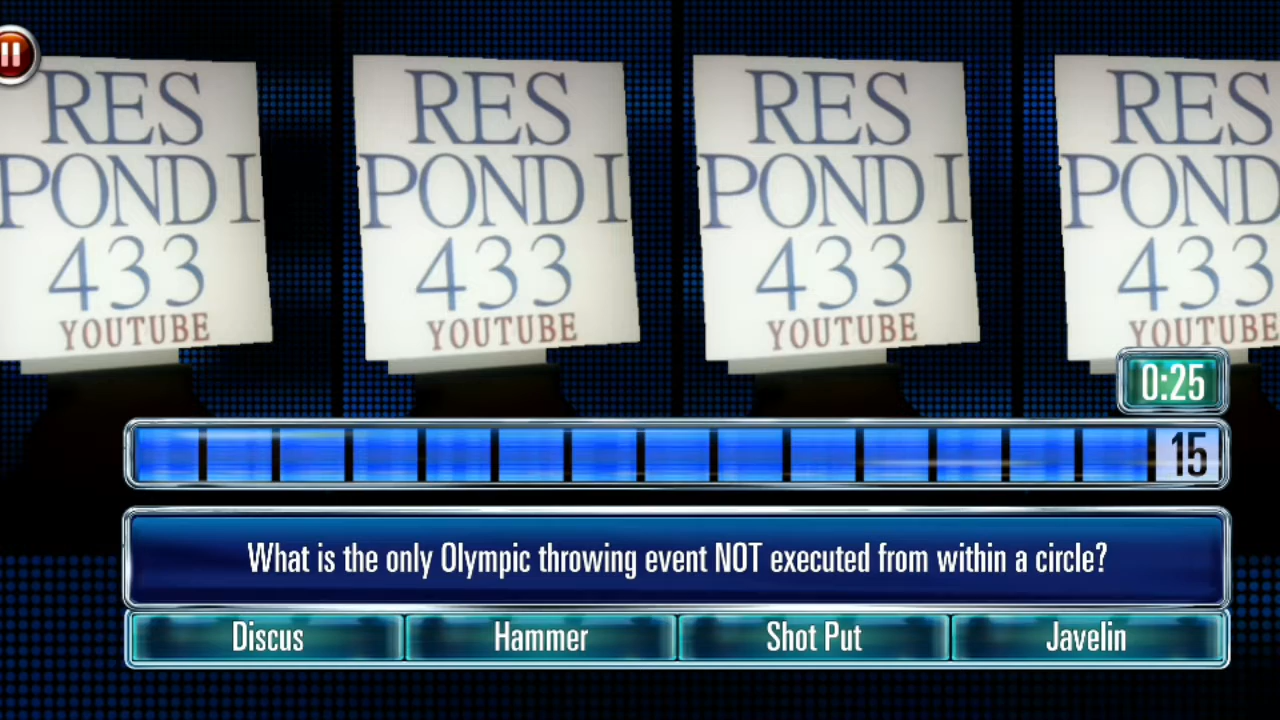 RES
POND I
433
YOUTUBE
RES
POND I
433
YOUTUBE
RES
POND I
433
YOUTUBE
RES
POND
433
YOUTUBE
0:25
15
What is the only Olympic throwing event NOT executed from within a circle?
Discus
Hammer
Shot Put
Javelin